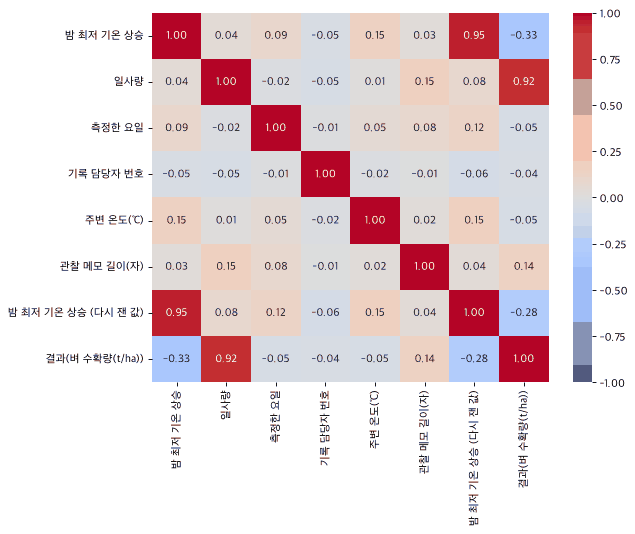 밤 최저 기온 상승 1.00 0.04 0.09 -0.05 0.15 0.03 0.95 -0.33
일사량 0.04 1.00 -0.02 -0.05 0.01 0.15 0.08 0.92
측정한 요일 0.09 -0.02 1.00 -0.01 0.05 0.08 0.12 -0.05
기록 담당자 번호 -0.05 -0.05 -0.01 1.00 -0.02 -0.01 -0.06 -0.04
주변 온도(℃) 0.15 0.01 0.05 -0.02 1.00 0.02 0.15 -0.05
관찰 메모 길이(자) 0.03 0.15 0.08 -0.01 0.02 1.00 0.04 0.14
밤 최저 기온 상승 (다시 잰 값) 0.95 0.08 0.12 -0.06 0.15 0.04 1.00 -0.28
결과(벼 수확량(t/ha)) -0.33 0.92 -0.05 -0.04 -0.05 0.14 -0.28 1.00
밤 최저 기온 상승
일사량
측정한 요일
기록 담당자 번호
주변 온도(℃)
관찰 메모 길이(자)
밤 최저 기온 상승 (다시 잰 값)
결과(벼 수확량(t/ha))
1.00
0.75
0.50
0.25
0.00
-0.25
-0.50
-0.75
-1.00